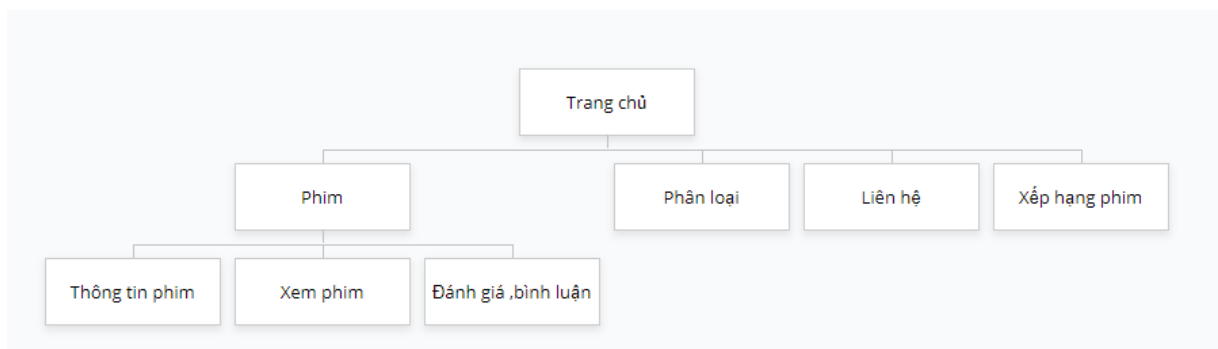 Trang chủ
Phim
Phân loại
Liên hệ
Xếp hạng phim
Thông tin phim
Xem phim
Đánh giá ,bình luận